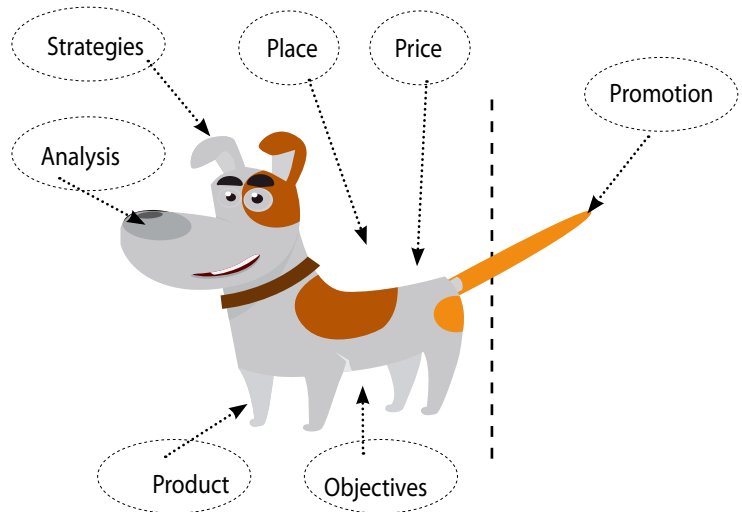 Strategies
Place
Price
Promotion
Analysis
Product
Objectives